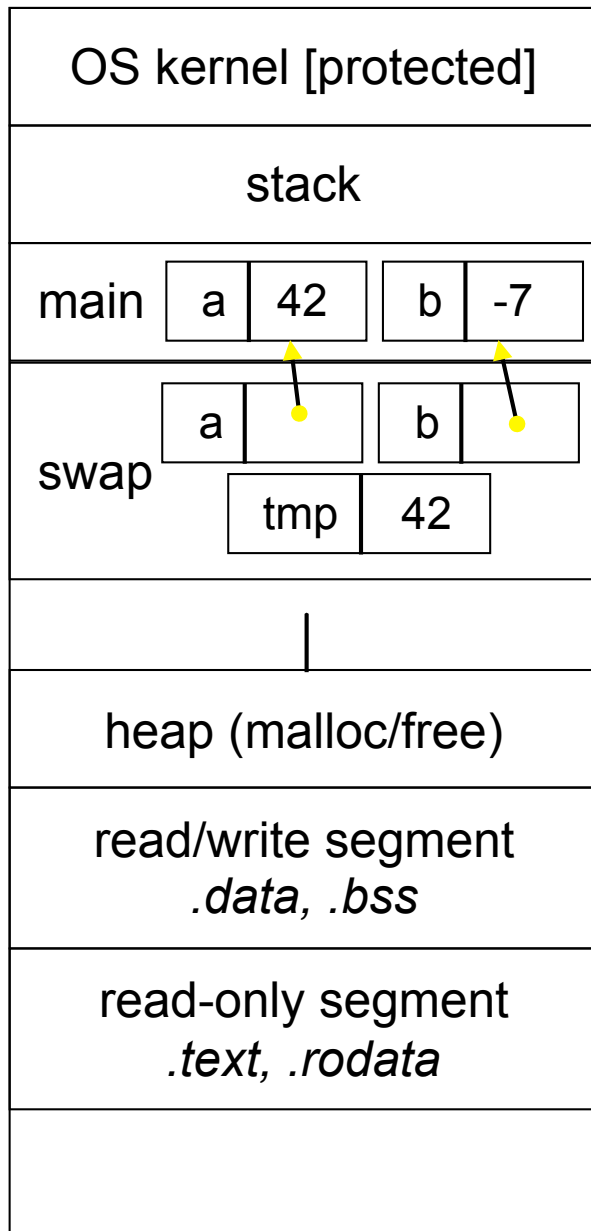 OS kernel [protected]
stack
main a 42 b -7
a b
swap
tmp 42
heap (malloc/free)
read/write segment
.data, .bss
read-only segment
.text, .rodata